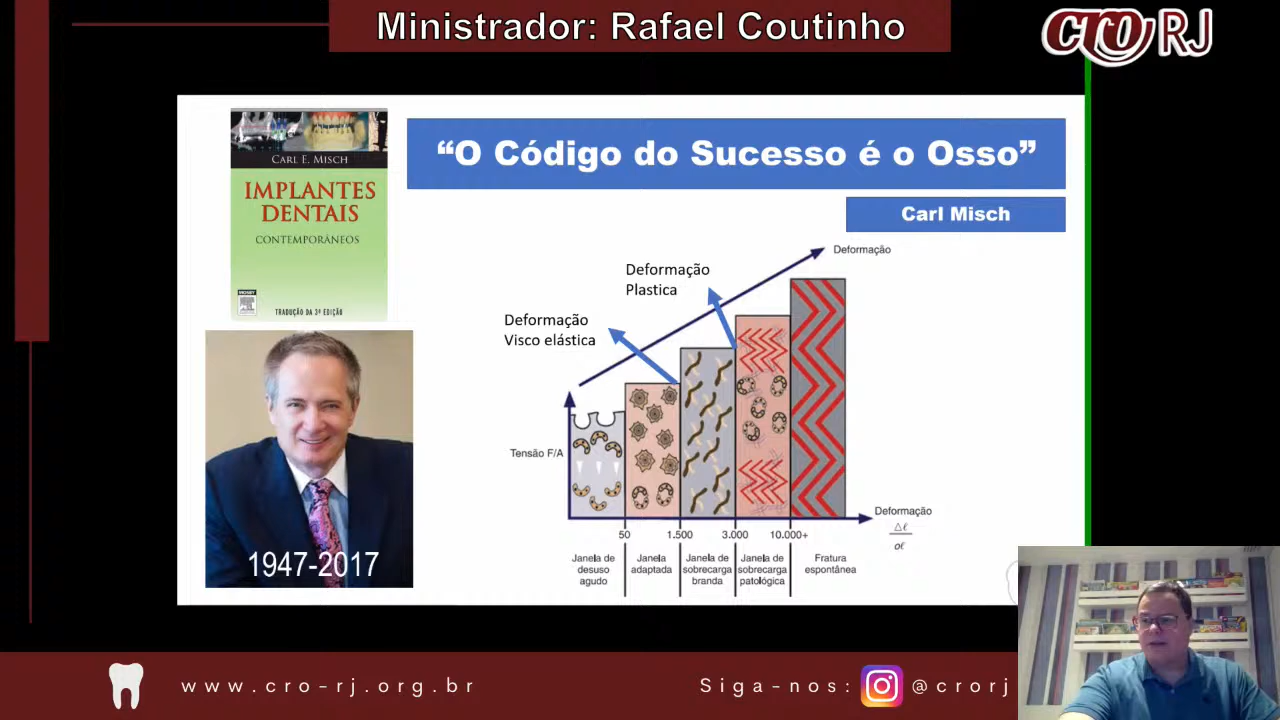 Ministrador: Rafael Coutinho
CRO RJ
CARL E. MISCH
IMPLANTES
DENTAIS
CONTEMPORÂNEOS
MOSBY
TRADUÇÃO DA 3ª EDIÇÃO
“O Código do Sucesso é o Osso”
Carl Misch
Deformação
Deformação
Plastica
Deformação
Visco elástica
Tensão F/A
Deformação
Δℓ
oℓ
50
1.500
3.000
10.000+
Janela de
desuso
agudo
Janela
adaptada
Janela de
sobrecarga
branda
Janela de
sobrecarga
patológica
Fratura
espontânea
1947-2017
www.cro-rj.org.br
Siga-nos:
@crorj